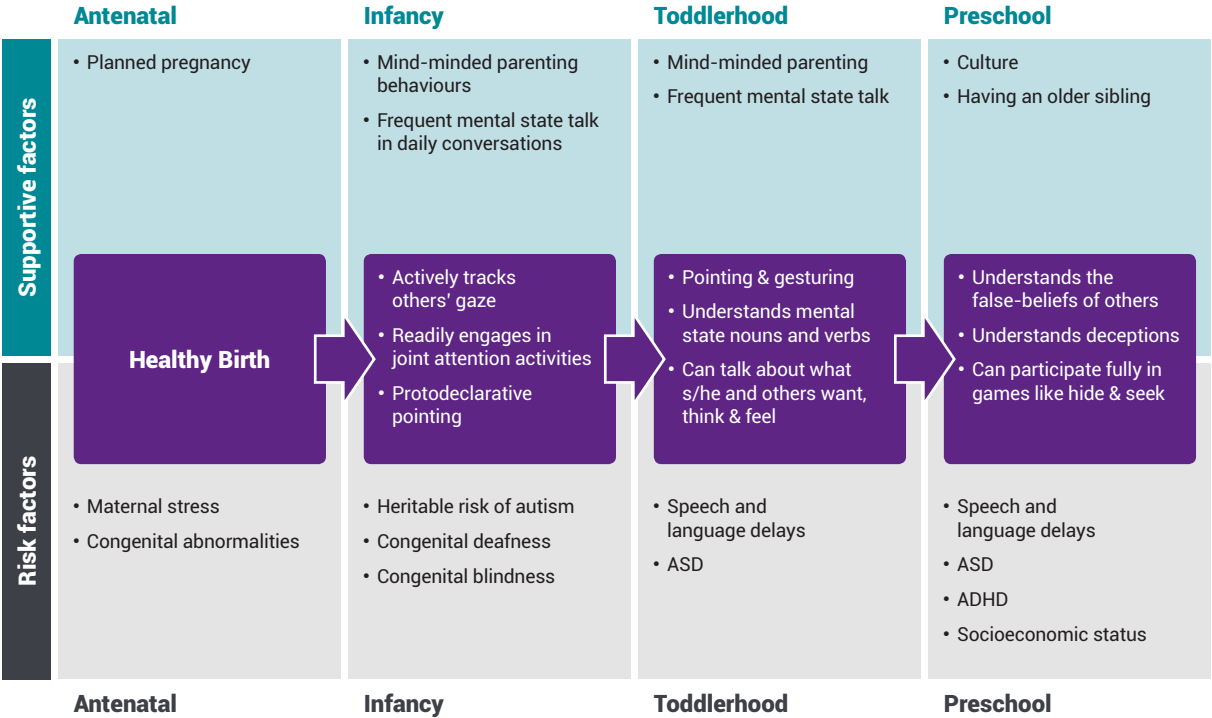 Antenatal
Infancy
Toddlerhood
Preschool
Supportive factors
• Planned pregnancy
• Mind-minded parenting
behaviours
• Frequent mental state talk
in daily conversations
• Mind-minded parenting
• Frequent mental state talk
• Culture
• Having an older sibling
Healthy Birth
• Actively tracks
others’ gaze
• Readily engages in
joint attention activities
• Protodeclarative
pointing
• Pointing & gesturing
• Understands mental
state nouns and verbs
• Can talk about what
s/he and others want,
think & feel
• Understands the
false-beliefs of others
• Understands deceptions
• Can participate fully in
games like hide & seek
Risk factors
• Maternal stress
• Congenital abnormalities
• Heritable risk of autism
• Congenital deafness
• Congenital blindness
• Speech and
language delays
• ASD
• Speech and
language delays
• ASD
• ADHD
• Socioeconomic status
Antenatal
Infancy
Toddlerhood
Preschool